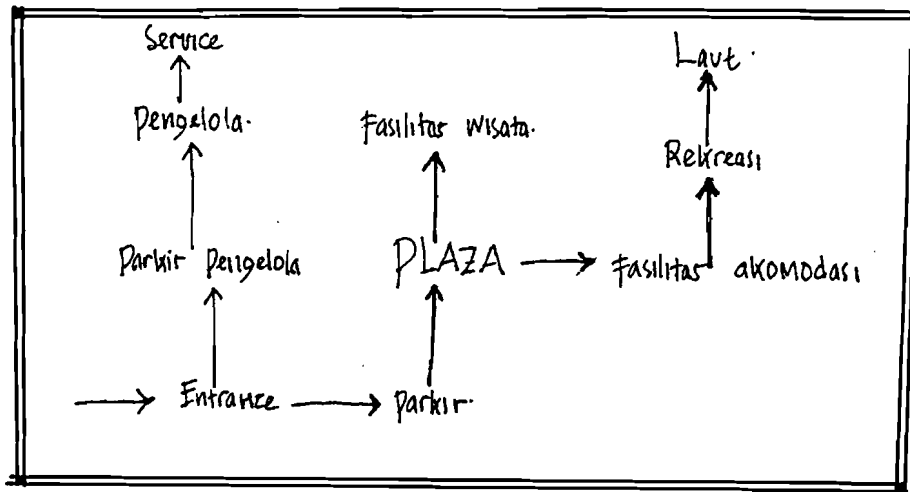 Service
Laut.
Pengelola.
Fasilitas wisata.
Rekreasi
Parkir Pengelola
PLAZA
Fasilitas akomodasi
Entrance
Parkir.